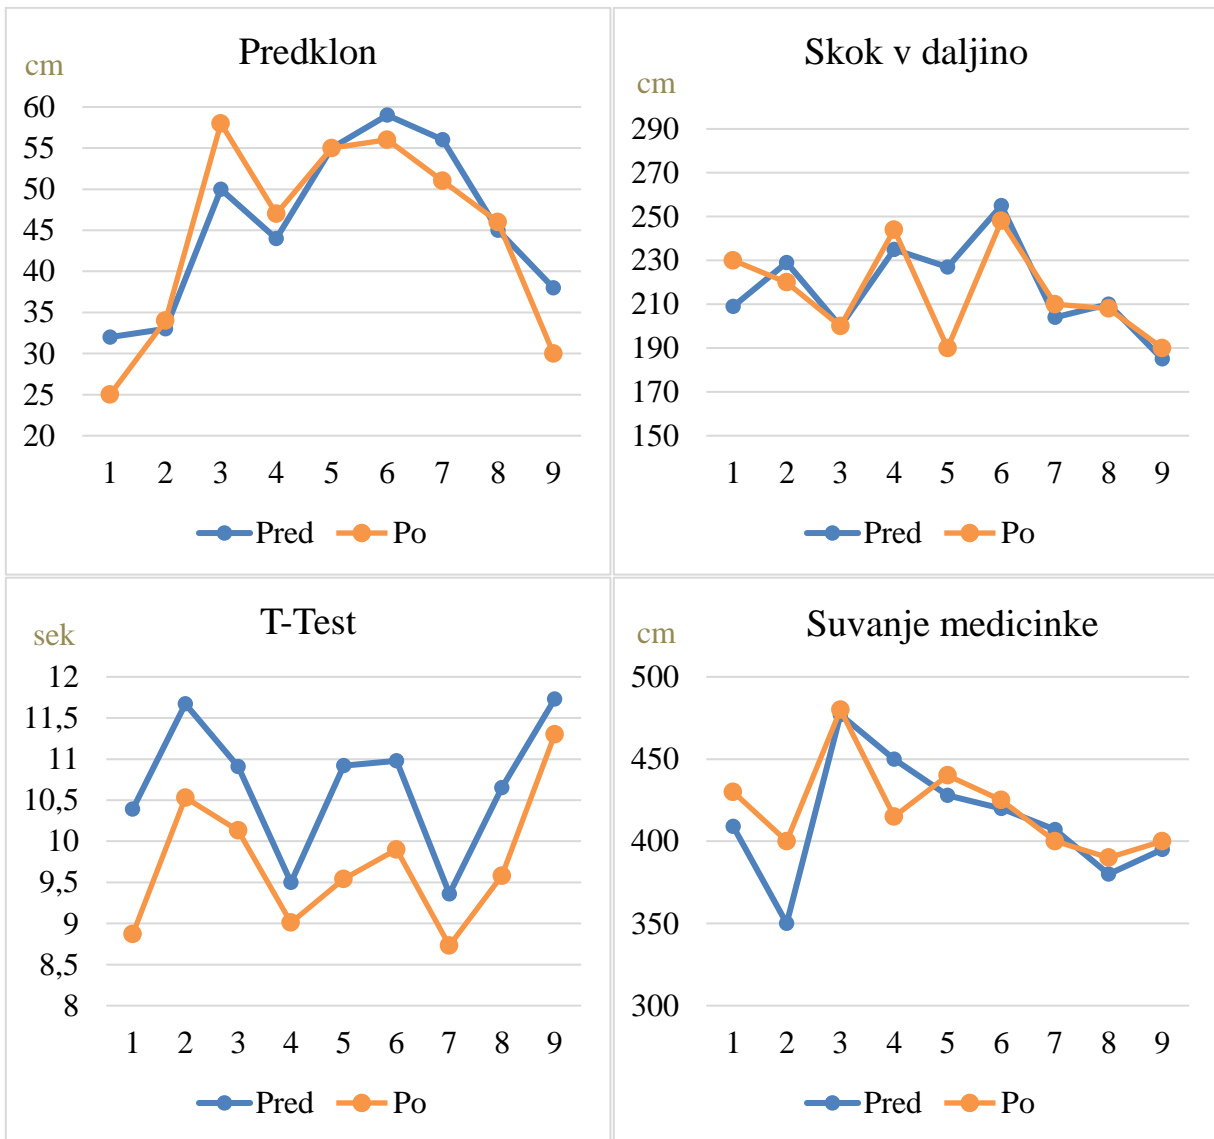 Predklon
cm
60
55
50
45
40
35
30
25
20
1 2 3 4 5 6 7 8 9
Pred Po
Skok v daljino
cm
290
270
250
230
210
190
170
150
1 2 3 4 5 6 7 8 9
Pred Po
T-Test
sek
12
11,5
11
10,5
10
9,5
9
8,5
8
1 2 3 4 5 6 7 8 9
Pred Po
Suvanje medicinke
cm
500
450
400
350
300
1 2 3 4 5 6 7 8 9
Pred Po